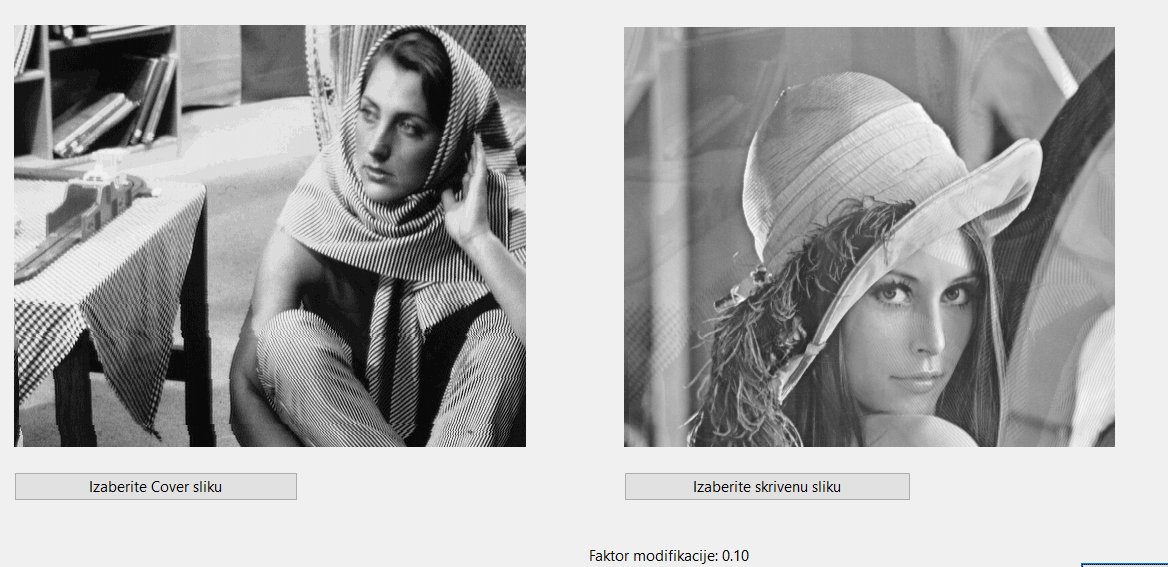 Izaberite Cover sliku
Izaberite skrivenu sliku
Faktor modifikacije: 0.10